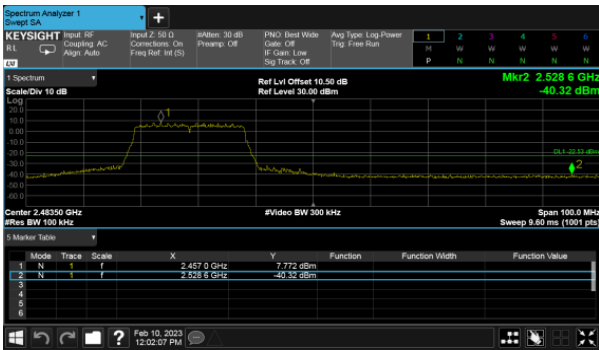 Spectrum Analyzer 1
Swept SA
+
KEYSIGHT Input: RF Input Z: 50 Ω #Atten: 30 dB PNO: Best Wide Avg Type: Log-Power 1 2 3 4 5 6
RL Coupling: AC Corrections: On Preamp: Off Gate: Off Trig: Free Run M W W W W W
Align: Auto Freq Ref: Int (S) IF Gain: Low P N N N N N
LXI Sig Track: Off
1 Spectrum Ref Lvl Offset 10.50 dB Mkr2 2.528 6 GHz
Scale/Div 10 dB Ref Level 30.00 dBm -40.32 dBm
Log
20.0
10.0
0.00
-10.0
-20.0
-30.0
-40.0
-50.0
-60.0
1
DL1 -22.53 dBm
2
Center 2.48350 GHz #Video BW 300 kHz Span 100.0 MHz
#Res BW 100 kHz Sweep 9.60 ms (1001 pts)
5 Marker Table
Mode Trace Scale X Y Function Function Width Function Value
1 N 1 f 2.457 0 GHz 7.772 dBm
2 N 1 f 2.528 6 GHz -40.32 dBm
3
4
5
6
? Feb 10, 2023
12:02:07 PM